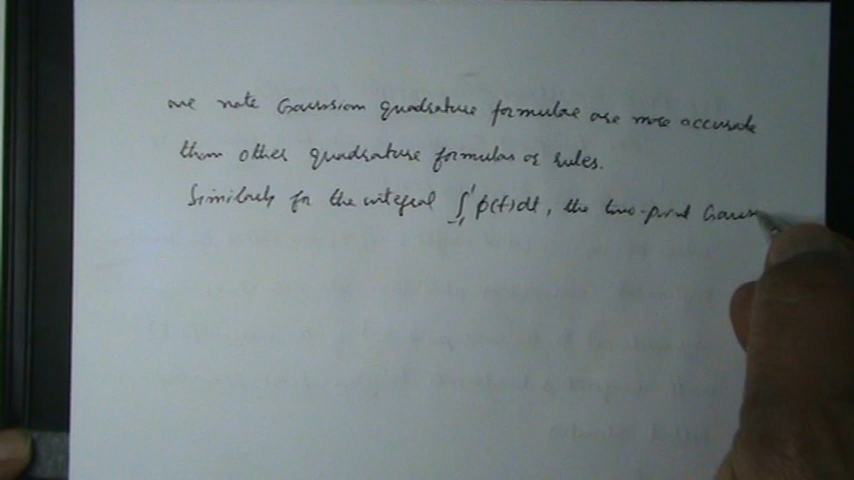 we note Gaussian quadrature formulae are more accurate
than other quadrature formulas or rules.
Similarly for the integral ∫₋₁¹ φ(t)dt, the two-point Gauss